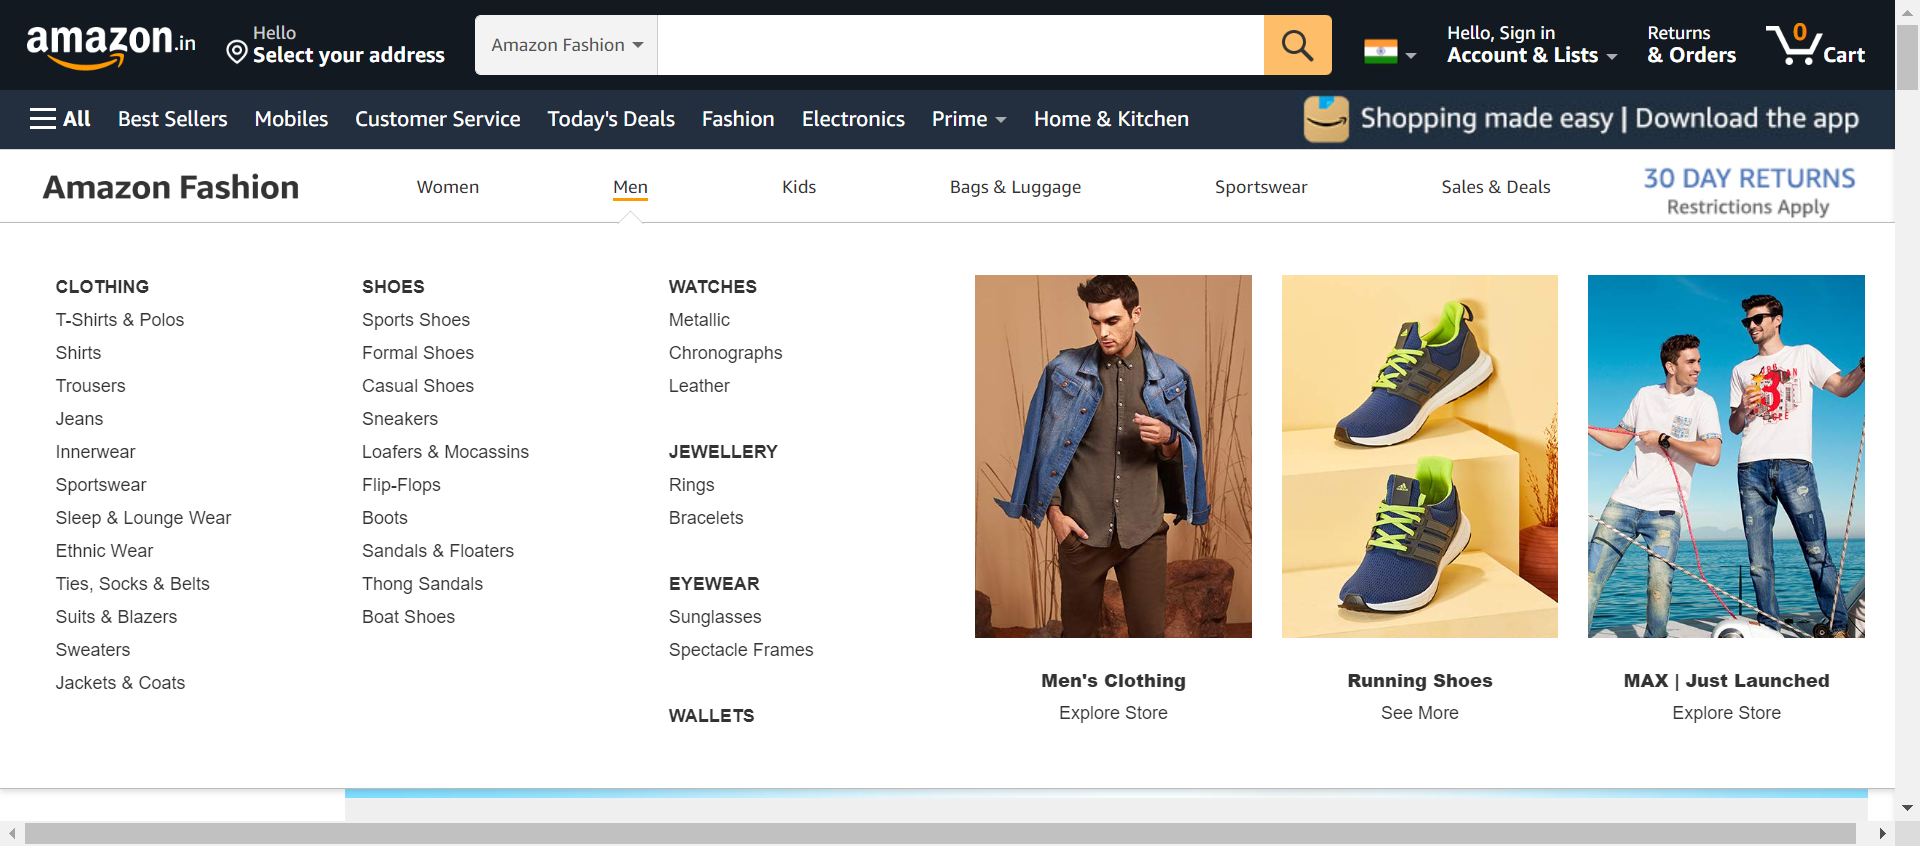 amazon.in
Hello
Select your address
Amazon Fashion
Hello, Sign in
Account & Lists
Returns
& Orders
0
Cart
All
Best Sellers
Mobiles
Customer Service
Today's Deals
Fashion
Electronics
Prime
Home & Kitchen
Shopping made easy | Download the app
Amazon Fashion
Women
Men
Kids
Bags & Luggage
Sportswear
Sales & Deals
30 DAY RETURNS
Restrictions Apply
CLOTHING
T-Shirts & Polos
Shirts
Trousers
Jeans
Innerwear
Sportswear
Sleep & Lounge Wear
Ethnic Wear
Ties, Socks & Belts
Suits & Blazers
Sweaters
Jackets & Coats
SHOES
Sports Shoes
Formal Shoes
Casual Shoes
Sneakers
Loafers & Mocassins
Flip-Flops
Boots
Sandals & Floaters
Thong Sandals
Boat Shoes
WATCHES
Metallic
Chronographs
Leather
JEWELLERY
Rings
Bracelets
EYEWEAR
Sunglasses
Spectacle Frames
WALLETS
Men's Clothing
Explore Store
Running Shoes
See More
MAX | Just Launched
Explore Store